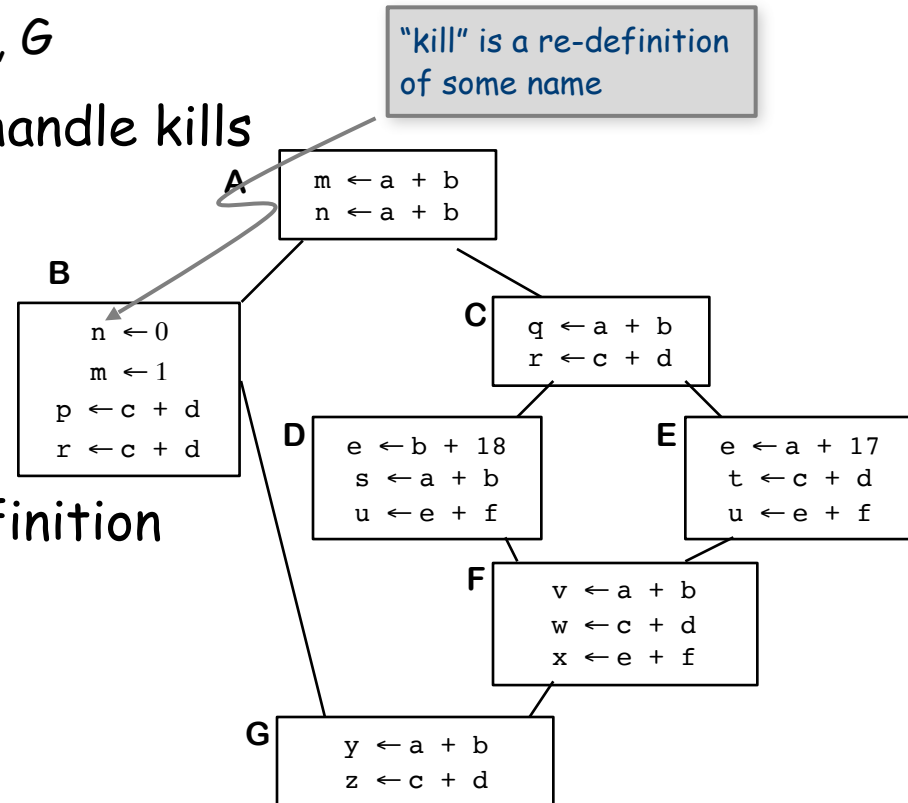 , G
"kill" is a re-definition
of some name
handle kills
A
m ← a + b
n ← a + b
B
n ← 0
m ← 1
p ← c + d
r ← c + d
C
q ← a + b
r ← c + d
D
e ← b + 18
s ← a + b
u ← e + f
E
e ← a + 17
t ← c + d
u ← e + f
finition
F
v ← a + b
w ← c + d
x ← e + f
G
y ← a + b
z ← c + d